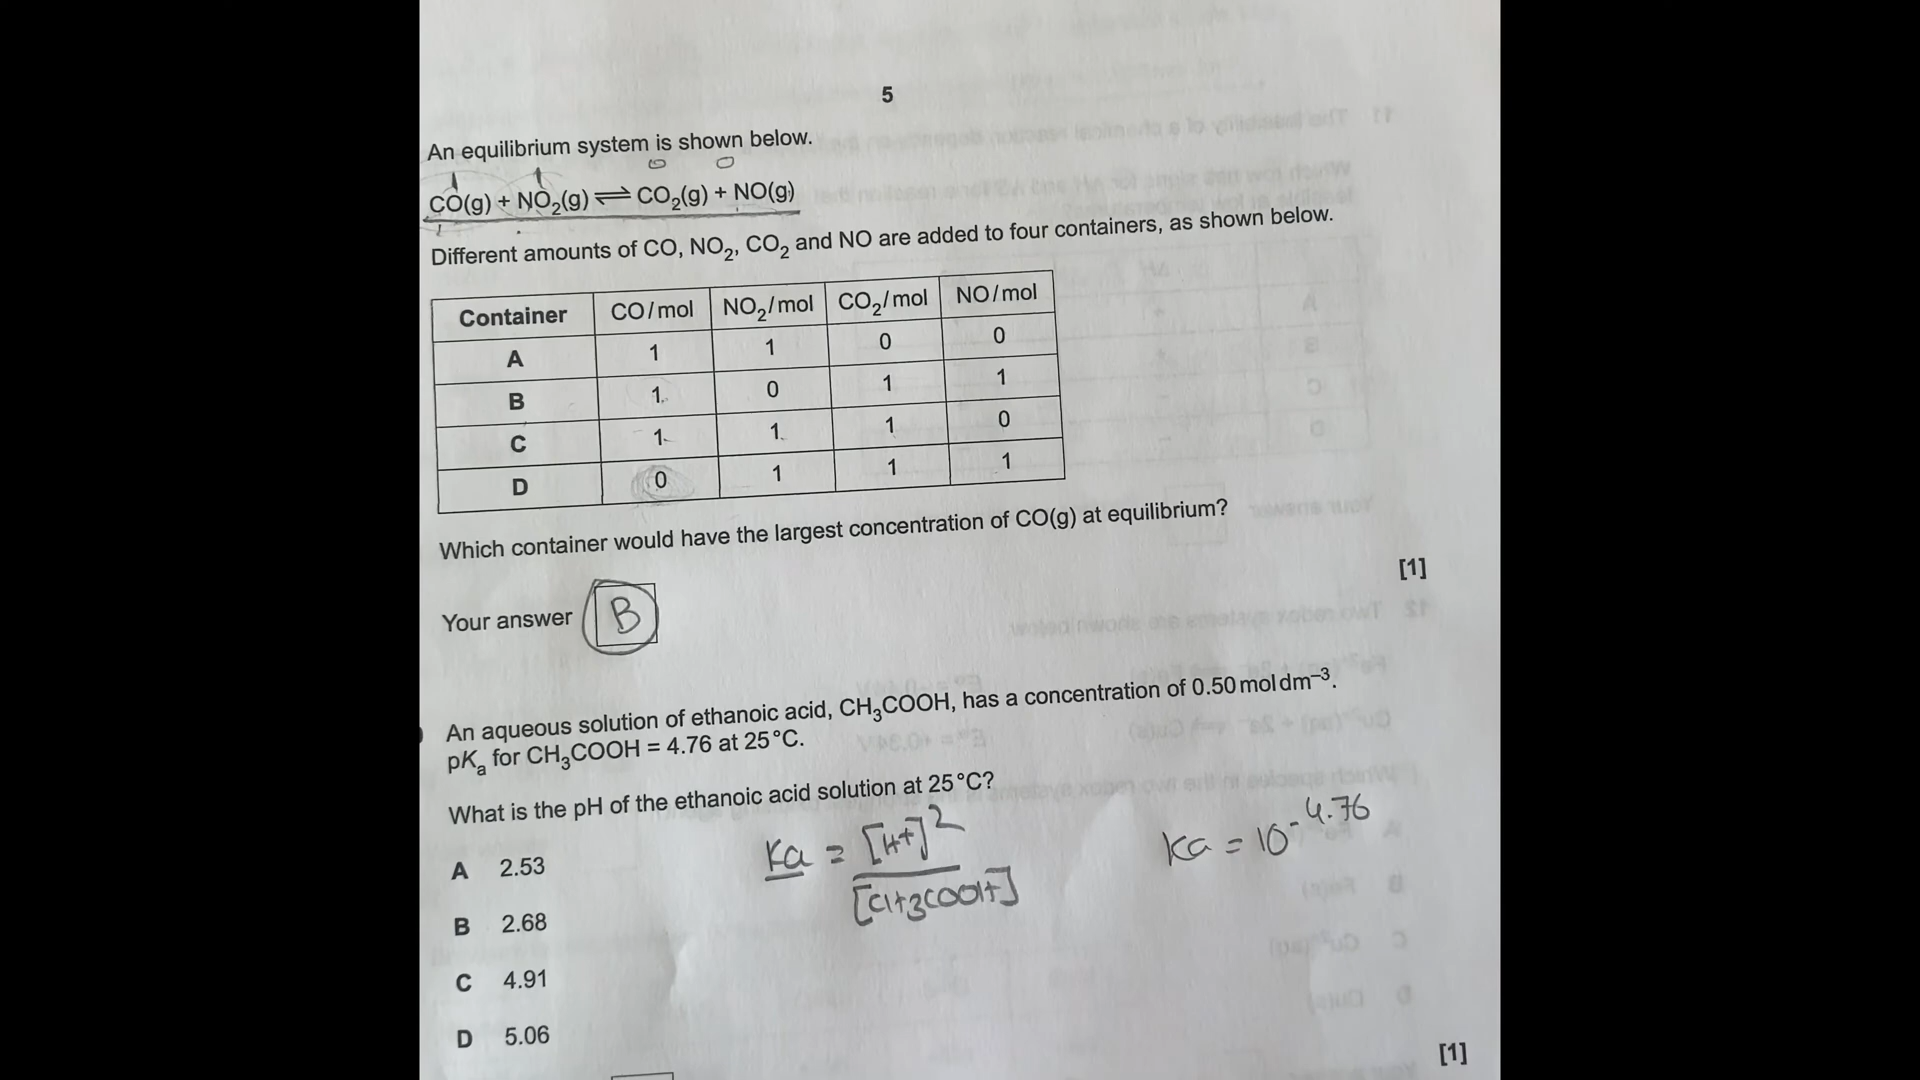 5
An equilibrium system is shown below.
CO(g) + NO₂(g) ⇌ CO₂(g) + NO(g)
Different amounts of CO, NO₂, CO₂ and NO are added to four containers, as shown below.
Container CO/mol NO₂/mol CO₂/mol NO/mol
A 1 1 0 0
B 1 0 1 1
C 1 1 1 0
D 0 1 1 1
Which container would have the largest concentration of CO(g) at equilibrium?
[1]
Your answer B
An aqueous solution of ethanoic acid, CH₃COOH, has a concentration of 0.50 mol dm⁻³.
pKₐ for CH₃COOH = 4.76 at 25 °C.
What is the pH of the ethanoic acid solution at 25 °C?
Ka = [H+]² / [CH3COOH]
Ka = 10^-4.76
A 2.53
B 2.68
C 4.91
D 5.06
[1]